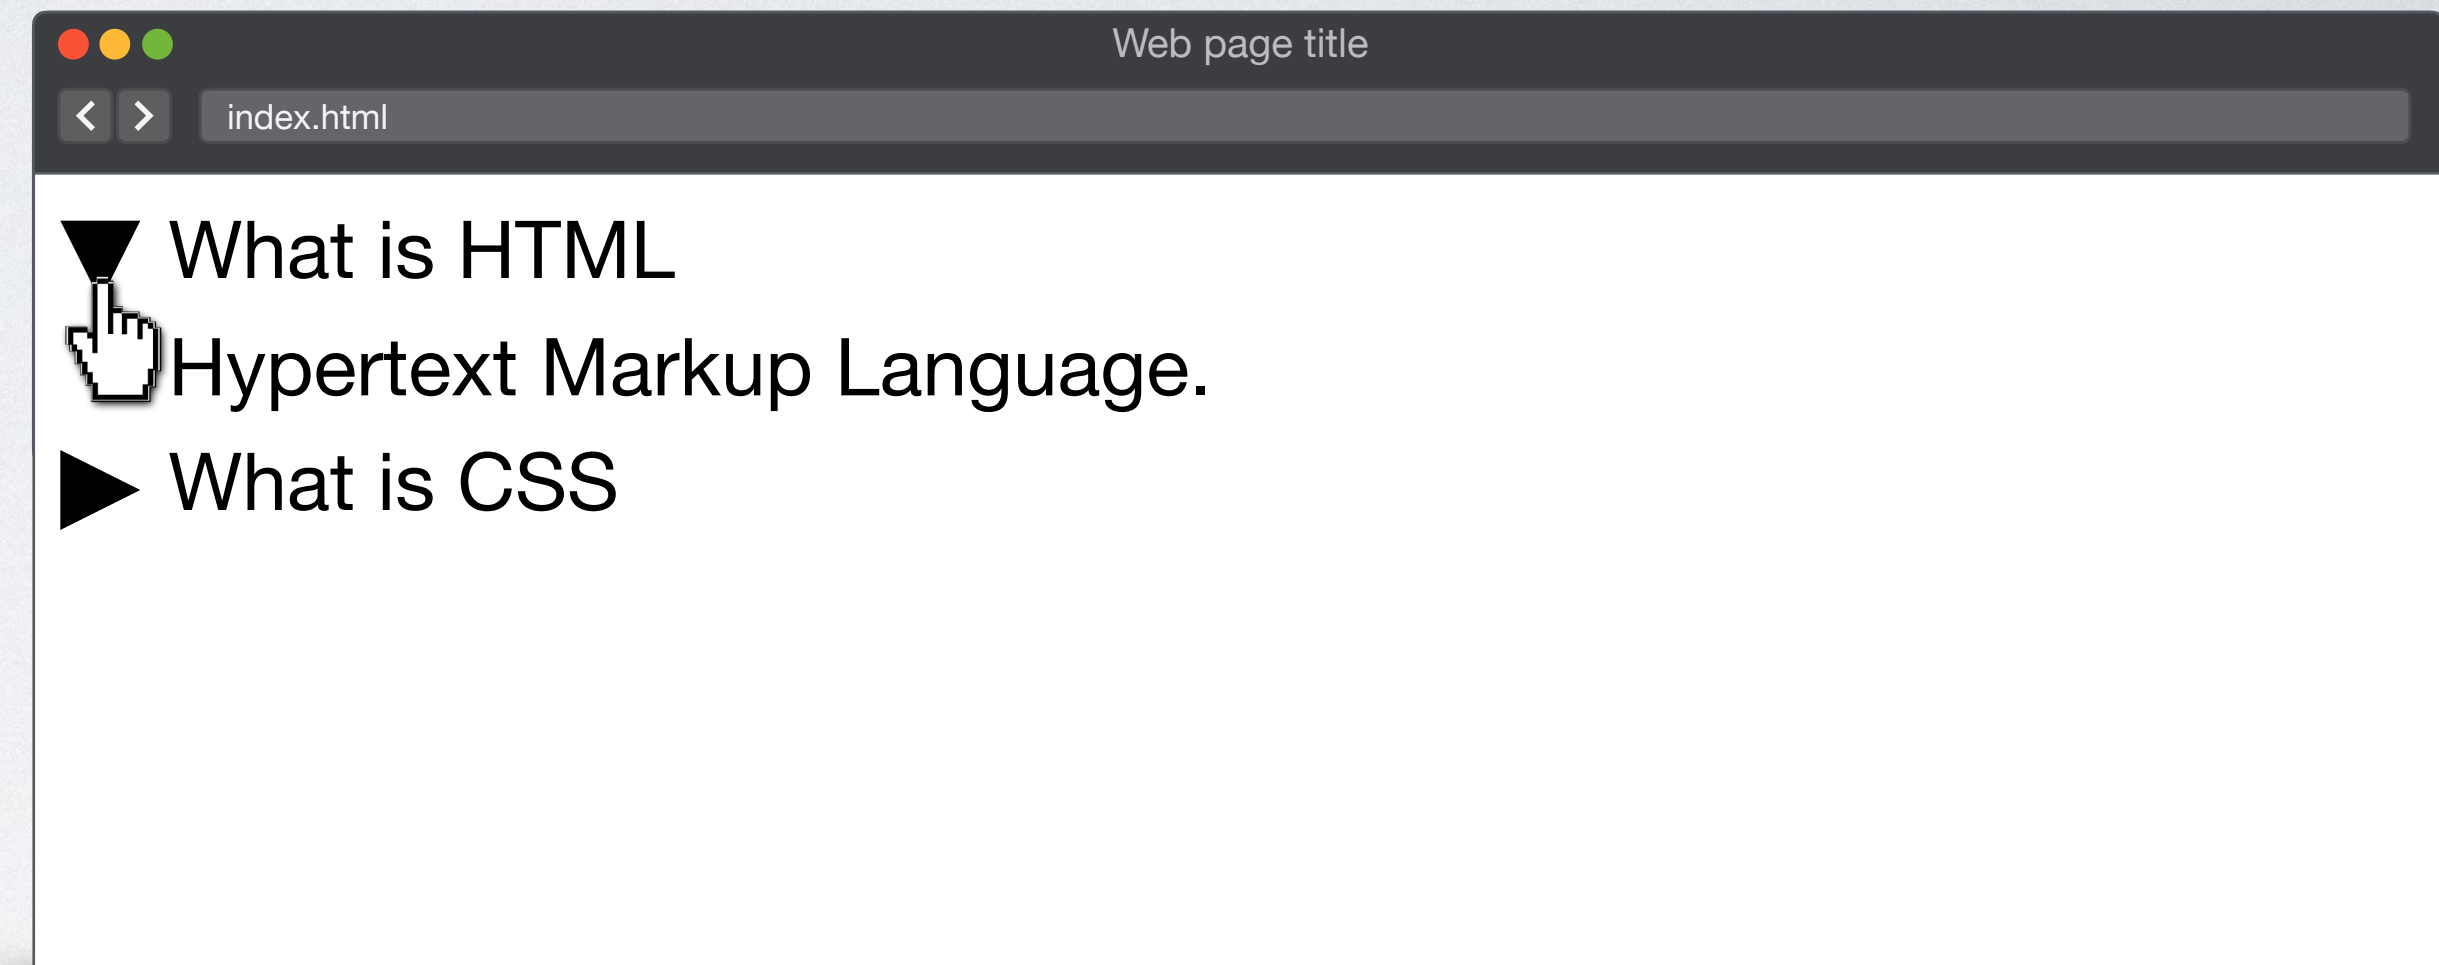 Web page title
index.html
What is HTML
Hypertext Markup Language.
What is CSS